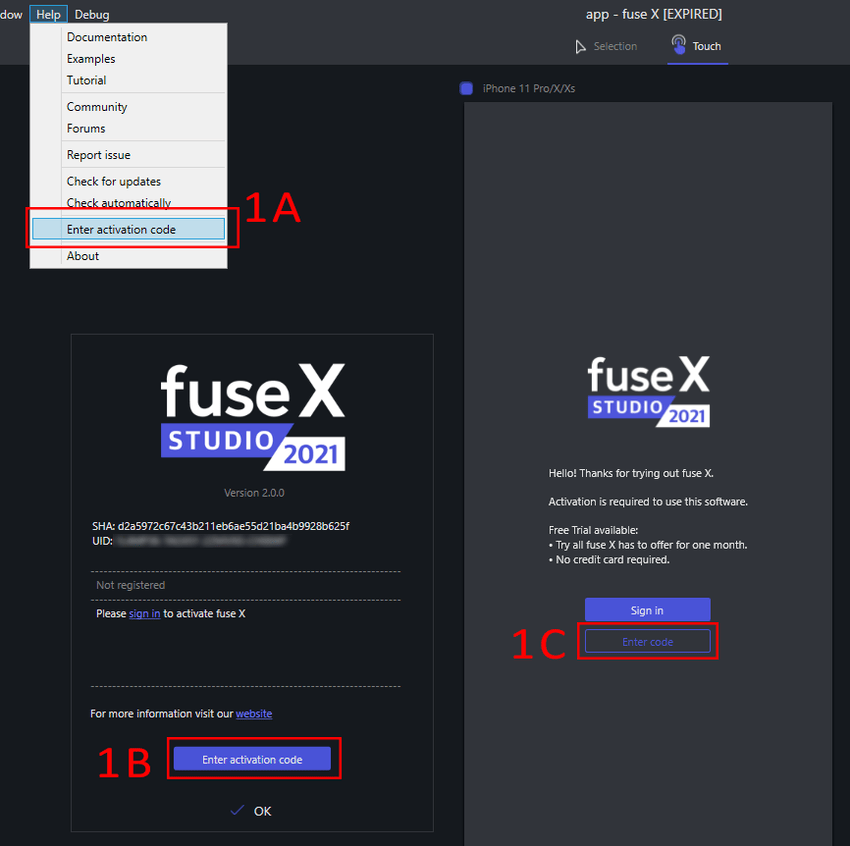 dow Help Debug
app - fuse X [EXPIRED]
Selection Touch
Documentation
Examples
Tutorial
Community
Forums
Report issue
Check for updates
Check automatically
Enter activation code
About
1A
iPhone 11 Pro/X/Xs
fuse X
STUDIO 2021
Version 2.0.0
SHA: d2a5972c67c43b211eb6ae55d21ba4b9928b625f
UID:
Not registered
Please sign in to activate fuse X
For more information visit our website
1B
Enter activation code
OK
fuse X
STUDIO 2021
Hello! Thanks for trying out fuse X.
Activation is required to use this software.
Free Trial available:
• Try all fuse X has to offer for one month.
• No credit card required.
Sign in
1C
Enter code